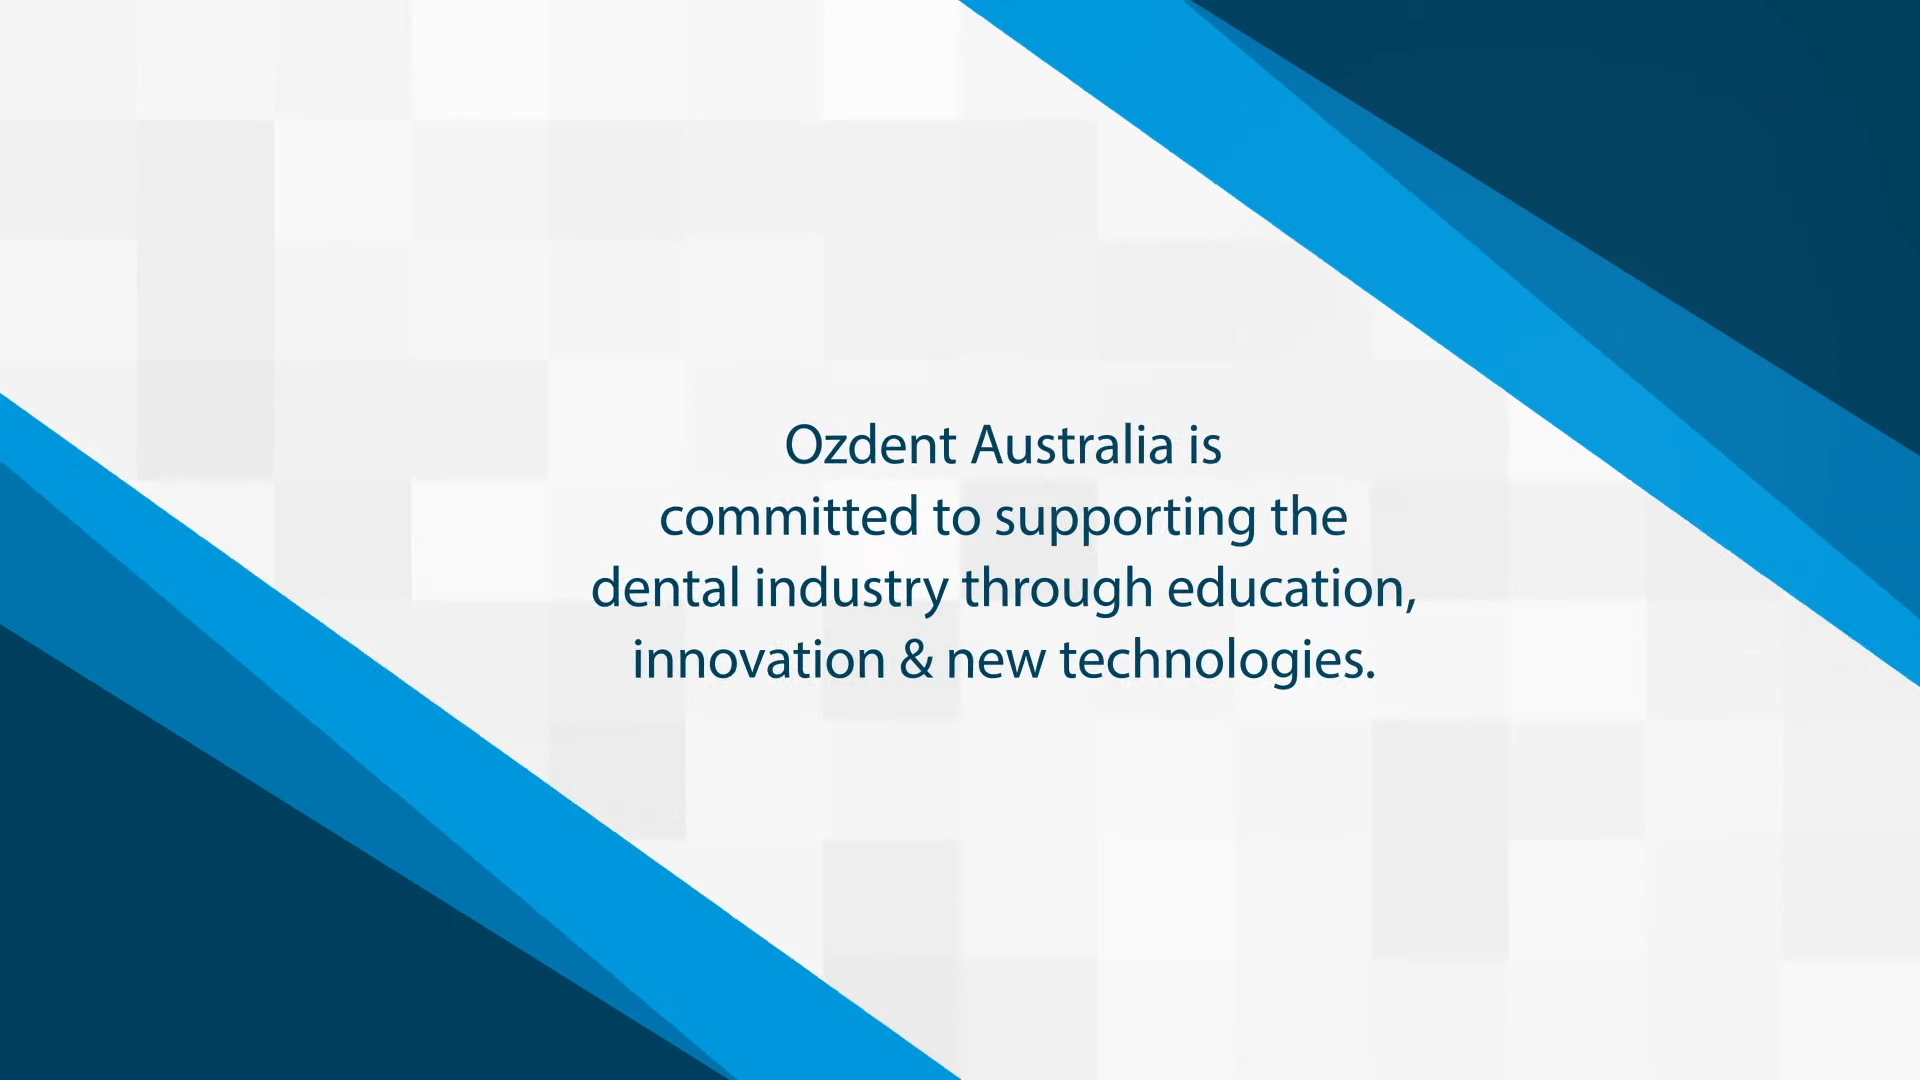 Ozdent Australia is
committed to supporting the
dental industry through education,
innovation & new technologies.